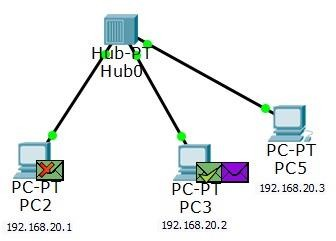 Hub-PT
Hub0
PC-PT
PC2
192.168.20.1
PC-PT
PC3
192.168.20.2
PC-PT
PC5
192.168.20.3